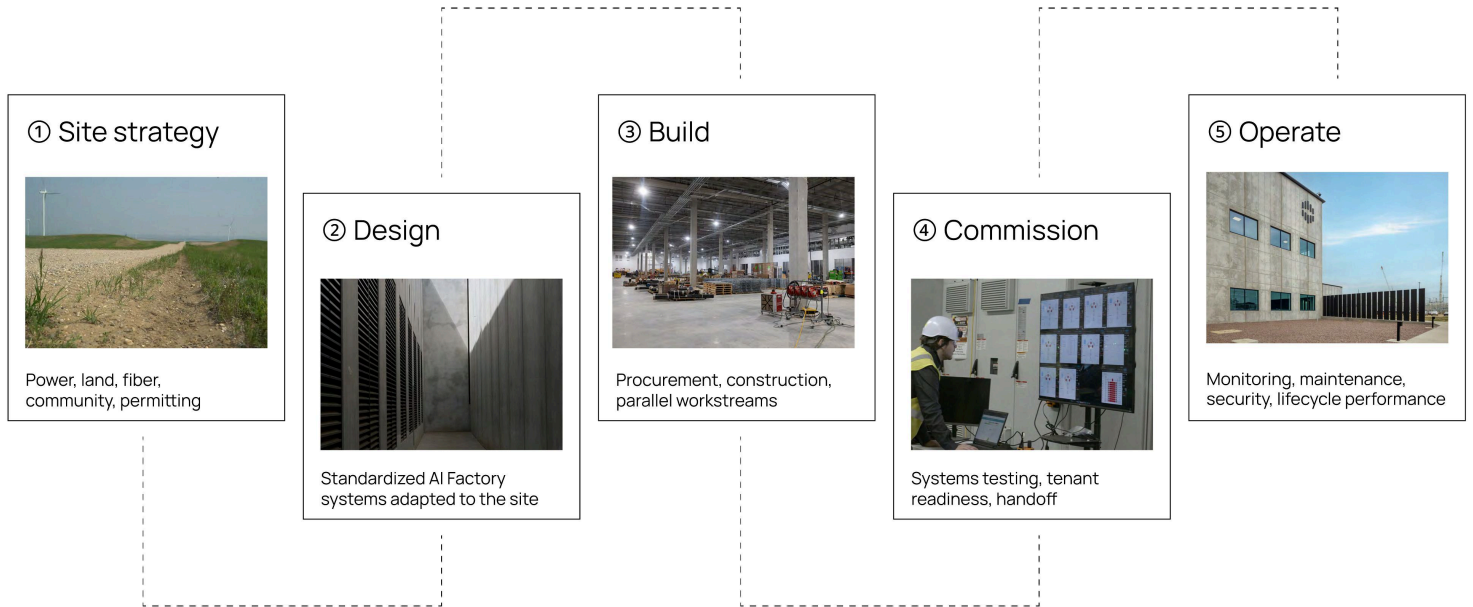 ① Site strategy
Power, land, fiber,
community, permitting
② Design
Standardized AI Factory
systems adapted to the site
③ Build
Procurement, construction,
parallel workstreams
④ Commission
Systems testing, tenant
readiness, handoff
⑤ Operate
Monitoring, maintenance,
security, lifecycle performance